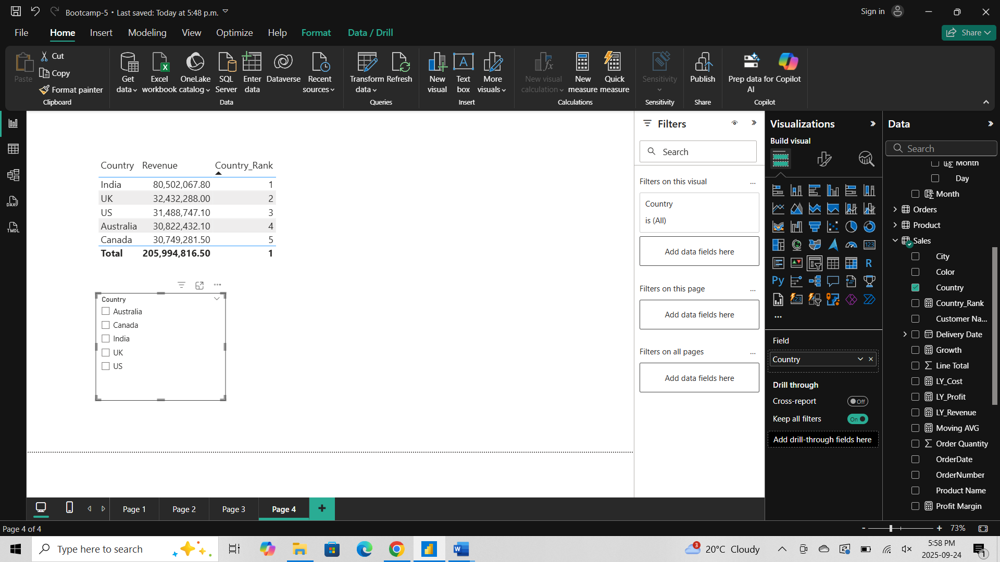 Bootcamp-5 • Last saved: Today at 5:48 p.m.
Sign in
File
Home
Insert
Modeling
View
Optimize
Help
Format
Data / Drill
Share
Paste
Cut
Copy
Format painter
Clipboard
Get data
Excel workbook
OneLake catalog
SQL Server
Enter data
Dataverse
Recent sources
Data
Transform data
Refresh
Queries
New visual
Text box
More visuals
Insert
New visual calculation
New measure
Quick measure
Calculations
Sensitivity
Sensitivity
Publish
Share
Prep data for AI
Copilot
Copilot
DAX
TMDL
Country Revenue Country_Rank
India 80,502,067.80 1
UK 32,432,288.00 2
US 31,488,747.10 3
Australia 30,822,432.10 4
Canada 30,749,281.50 5
Total 205,994,816.50 1
Country
Australia
Canada
India
UK
US
Filters
Search
Filters on this visual ...
Country
is (All)
Add data fields here
Filters on this page ...
Add data fields here
Filters on all pages ...
Add data fields here
Visualizations
Build visual
123
R
Py
123
...
Field
Country
Drill through
Cross-report Off
Keep all filters On
Add drill-through fields here
Data
Search
Month
Day
Month
Orders
Product
Sales
City
Color
Country
Country_Rank
Customer Na...
Delivery Date
Growth
Line Total
LY_Cost
LY_Profit
LY_Revenue
Moving AVG
Order Quantity
OrderDate
OrderNumber
Product Name
Profit Margin
Page 1
Page 2
Page 3
Page 4
+
Page 4 of 4
- + 73%
Type here to search
3
20°C Cloudy
5:58 PM
2025-09-24
1